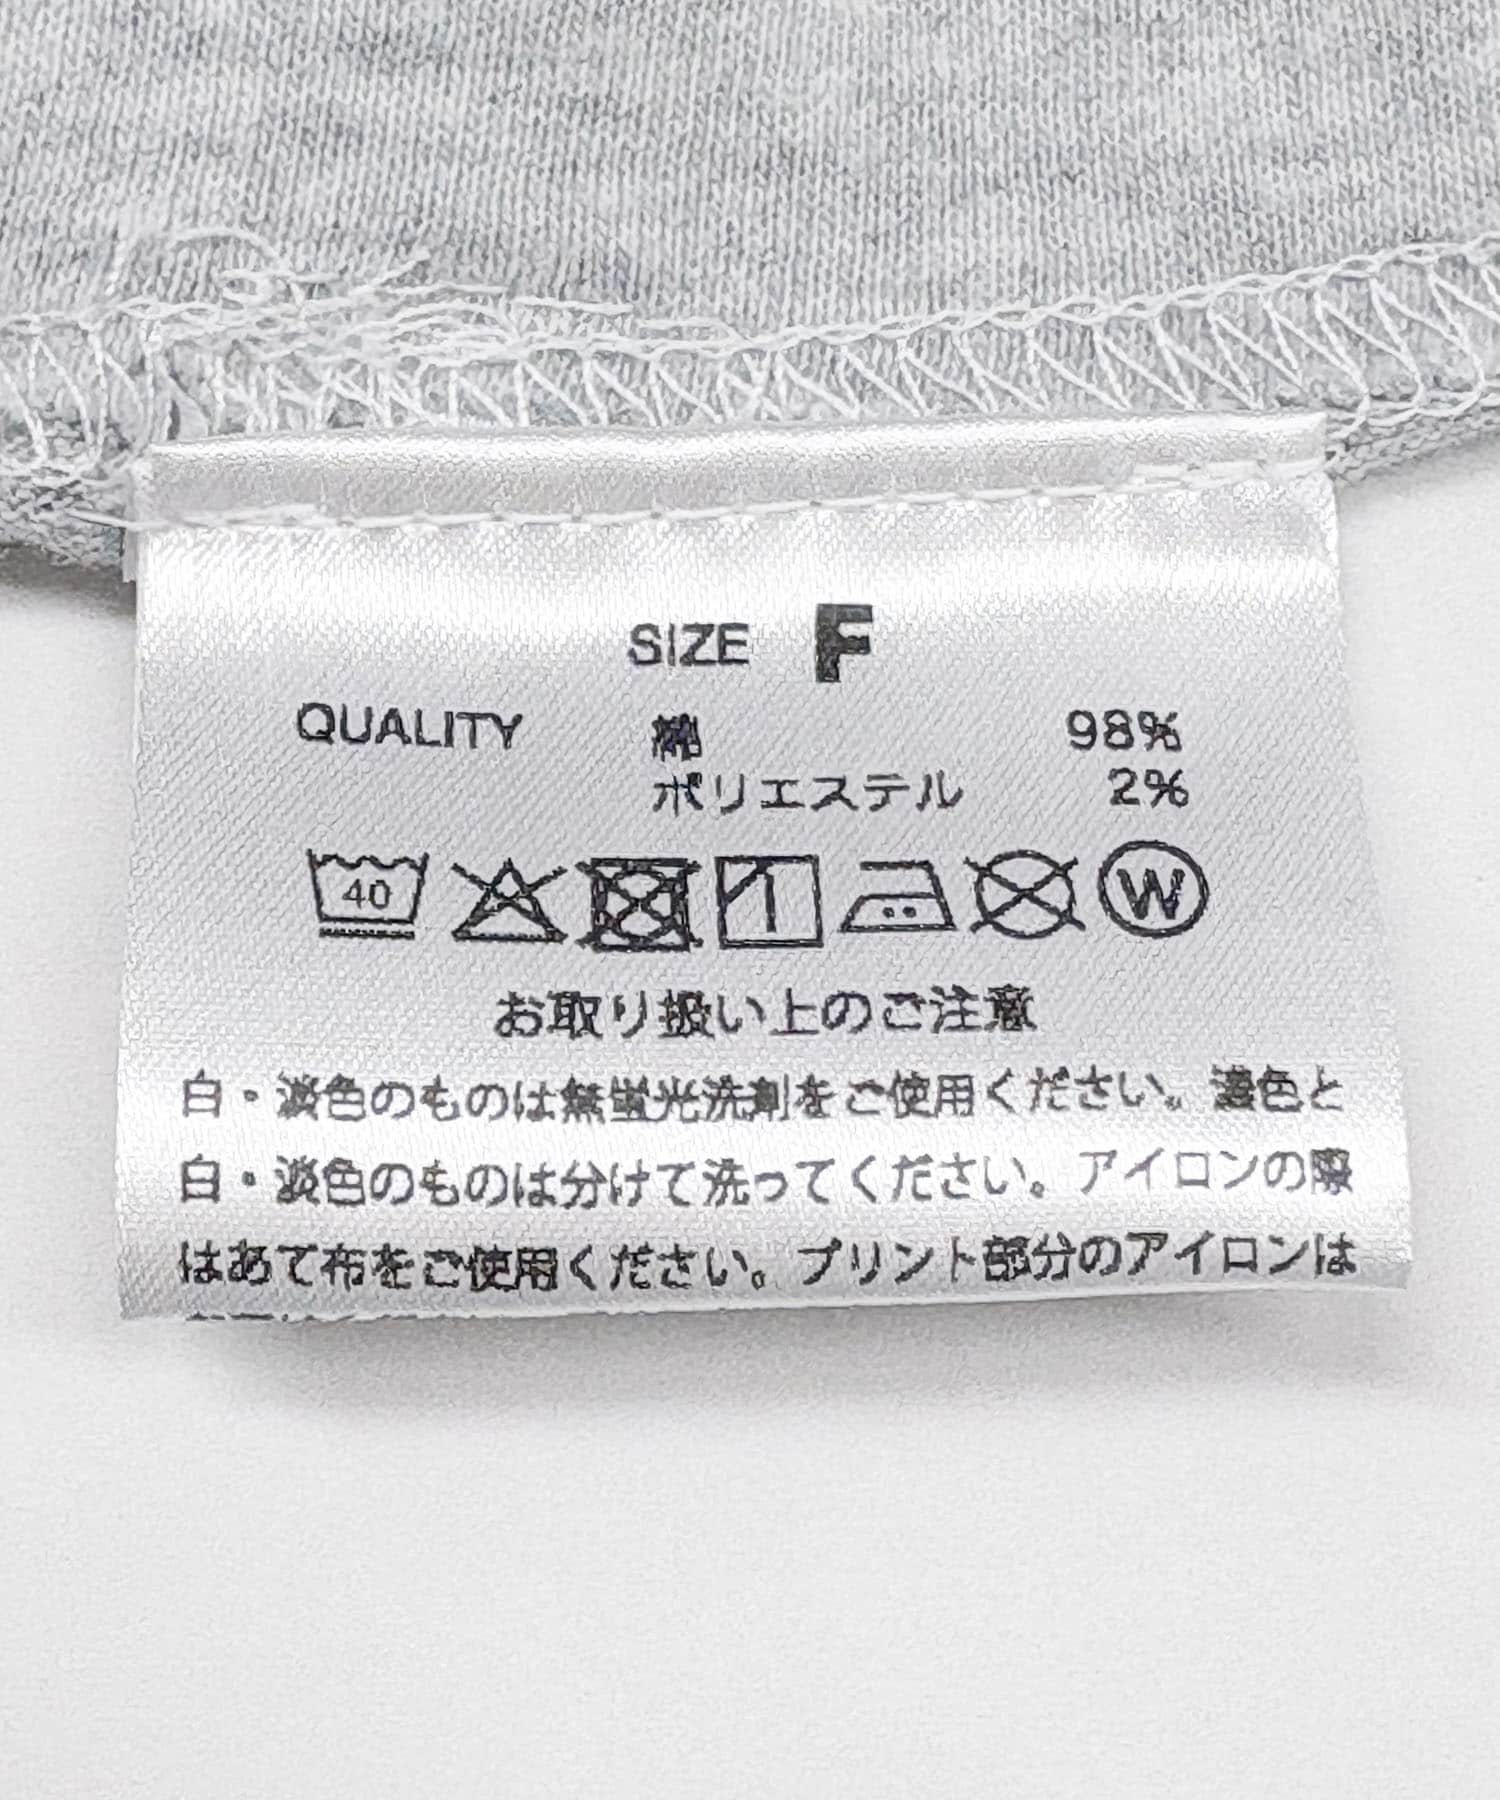 SIZE F
QUALITY 綿 98%
ポリエステル 2%
40 W
お取り扱い上のご注意
白・淡色のものは無蛍光洗剤をご使用ください。濃色と
白・淡色のものは分けて洗ってください。アイロンの際
はあて布をご使用ください。プリント部分のアイロンは